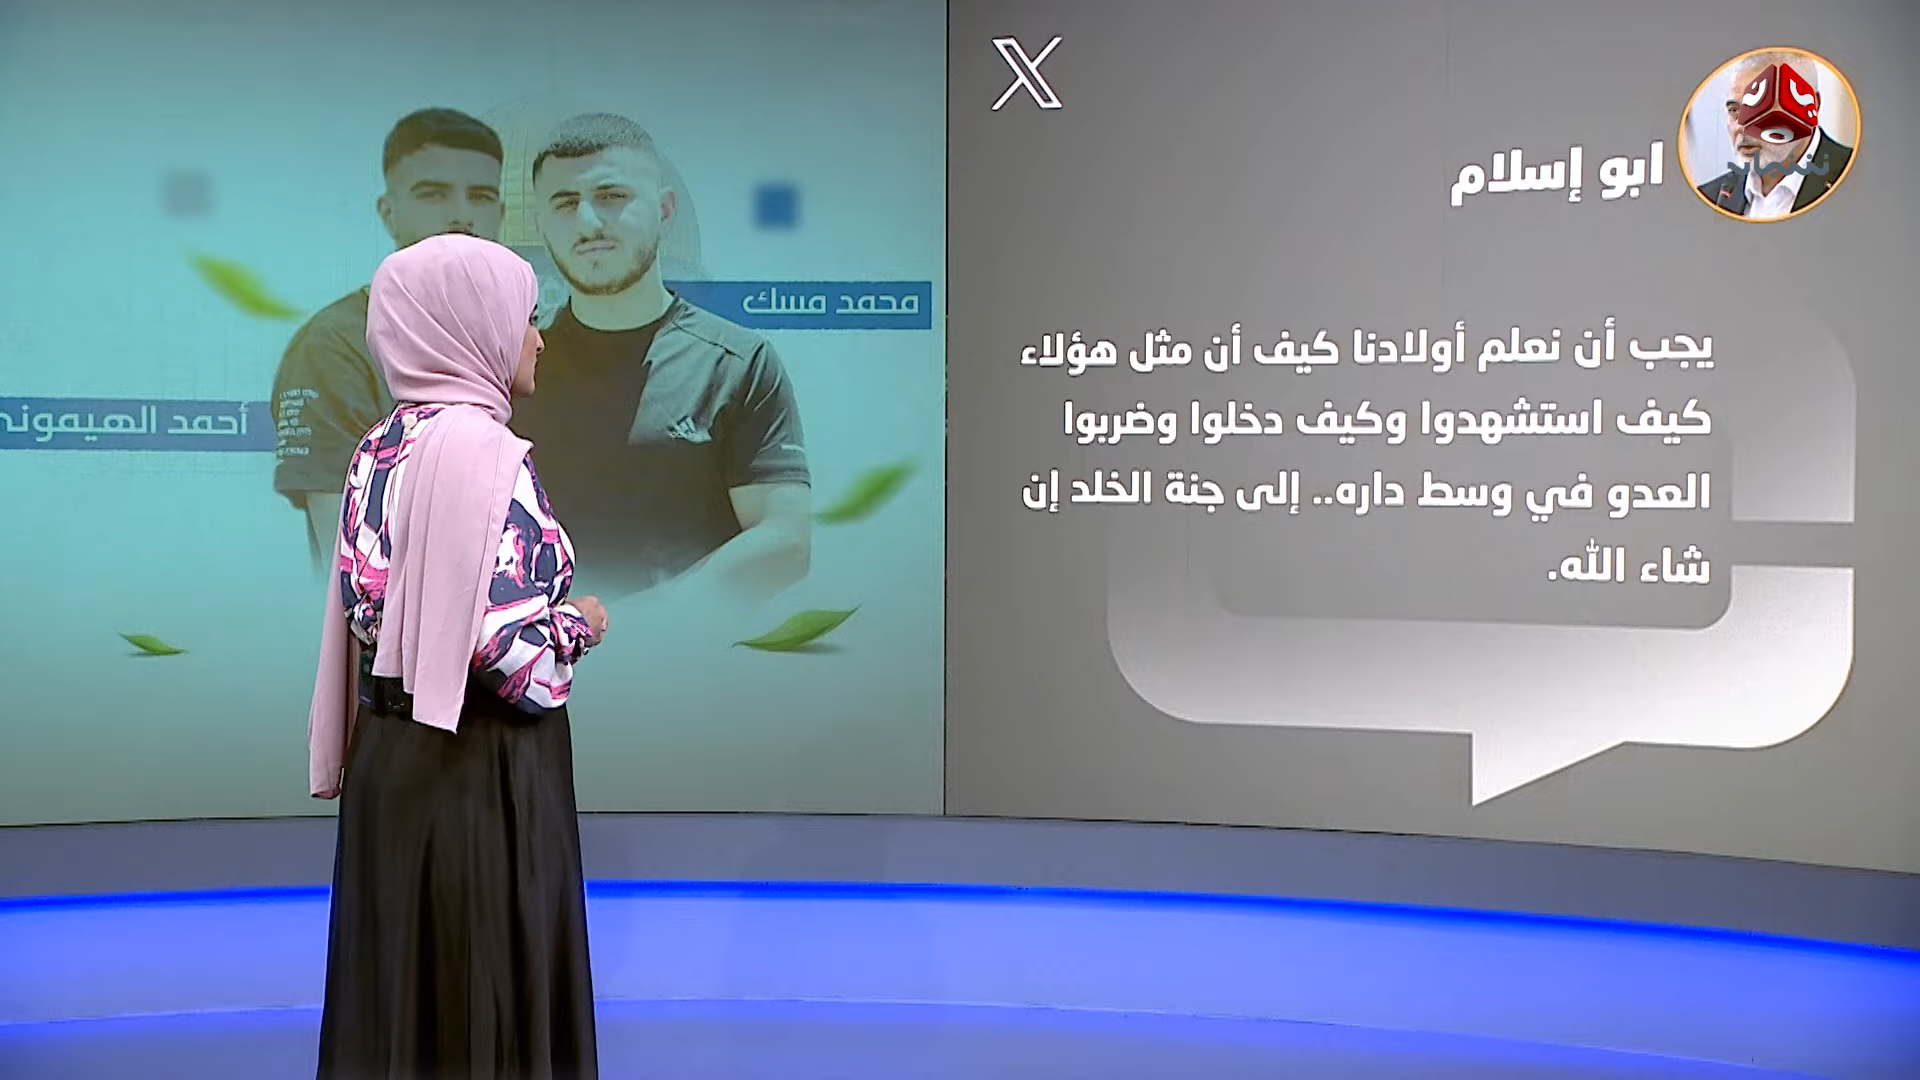 ابو إسلام
يجب أن نعلم أولادنا كيف أن مثل هؤلاء
كيف استشهدوا وكيف دخلوا وضربوا
العدو في وسط داره.. إلى جنة الخلد إن
شاء الله.
محمد مسك
أحمد الهيموني